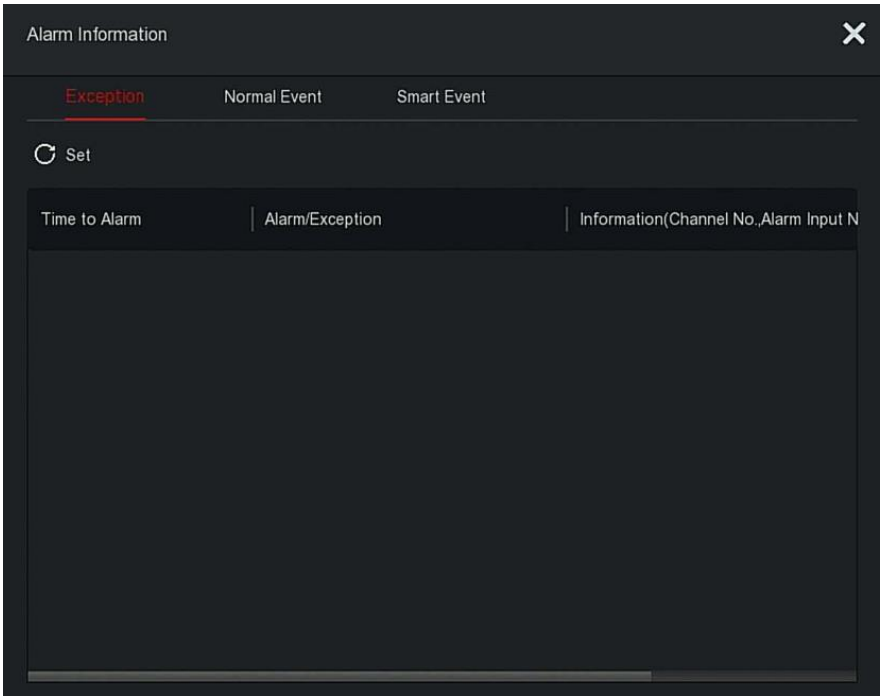 Alarm Information
Exception Normal Event Smart Event
Set
Time to Alarm Alarm/Exception Information(Channel No.,Alarm Input N